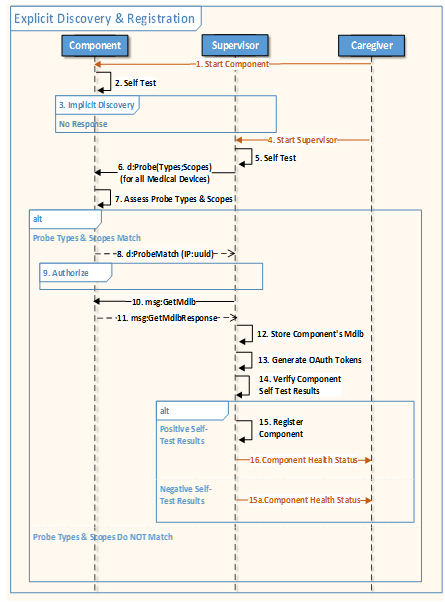 Explicit Discovery & Registration
Component
Supervisor
Caregiver
1. Start Component
2. Self Test
3. Implicit Discovery
No Response
4. Start Supervisor
5. Self Test
6. d:Probe(Types;Scopes)
(for all Medical Devices)
7. Assess Probe Types & Scopes
alt
Probe Types & Scopes Match
8. d:ProbeMatch (IP:uuid)
9. Authorize
10. msg:GetMdib
11. msg:GetMdibResponse
12. Store Component's Mdib
13. Generate OAuth Tokens
14. Verify Component
Self Test Results
alt
Positive Self-
Test Results
15. Register
Component
16.Component Health Status
Negative Self-
Test Results
15a.Component Health Status
Probe Types & Scopes Do NOT Match